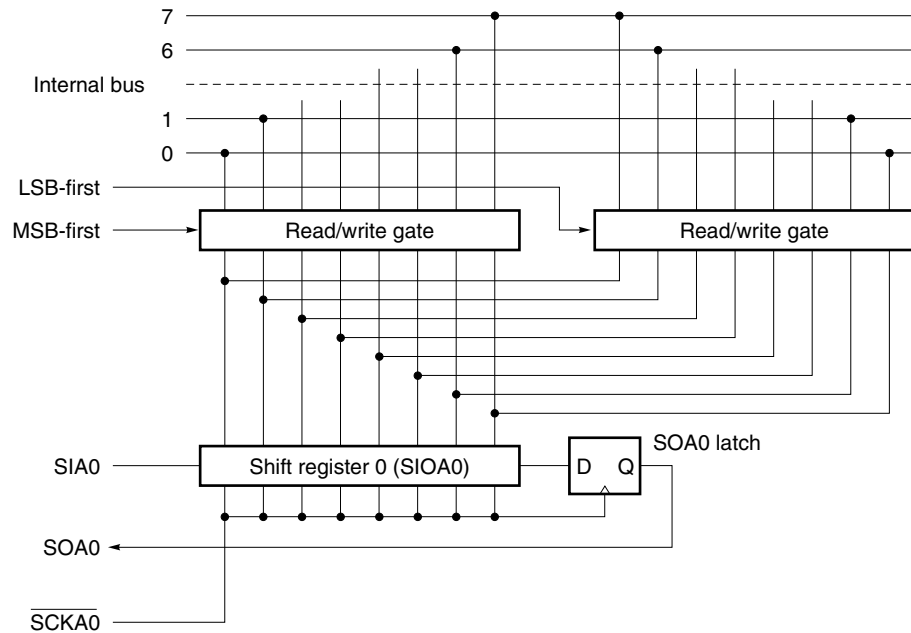 7
6
Internal bus
1
0
LSB-first
MSB-first
Read/write gate
Read/write gate
SOA0 latch
SIA0
Shift register 0 (SIOA0)
D Q
SOA0
SCKA0